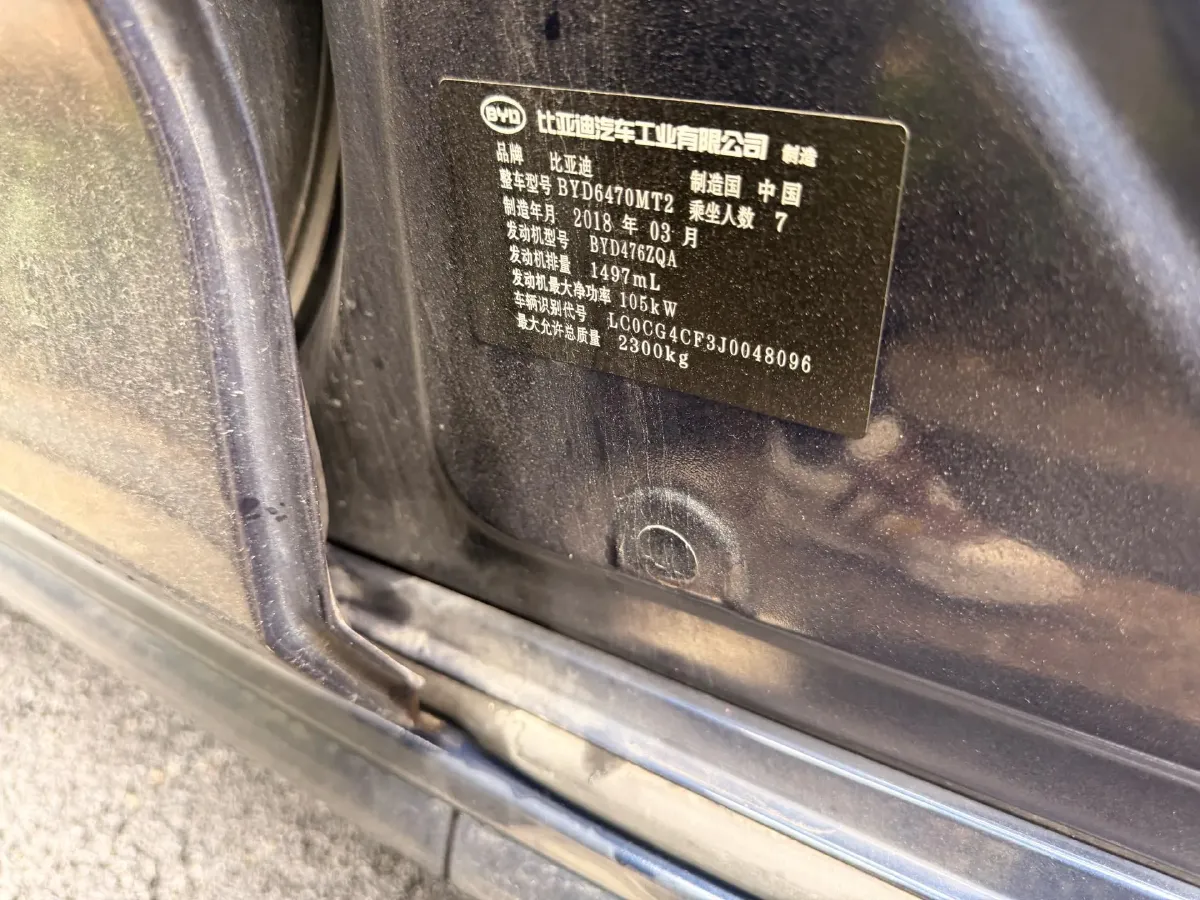 BYD 比亚迪汽车工业有限公司 制造
品牌 比亚迪 制造国 中国
整车型号 BYD6470MT2 乘坐人数 7
制造年月 2018 年 03 月
发动机型号 BYD476ZQA
发动机排量 1497mL
发动机最大净功率 105kW
车辆识别代号 LC0CG4CF3J0048096
最大允许总质量 2300kg